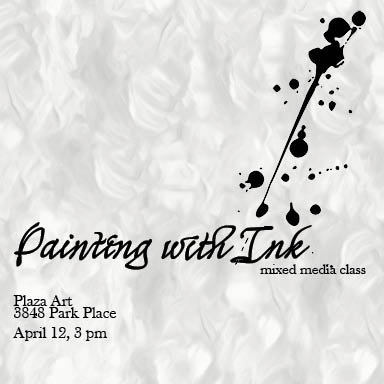 Painting with Ink
mixed media class
Plaza Art
3848 Park Place
April 12, 3 pm